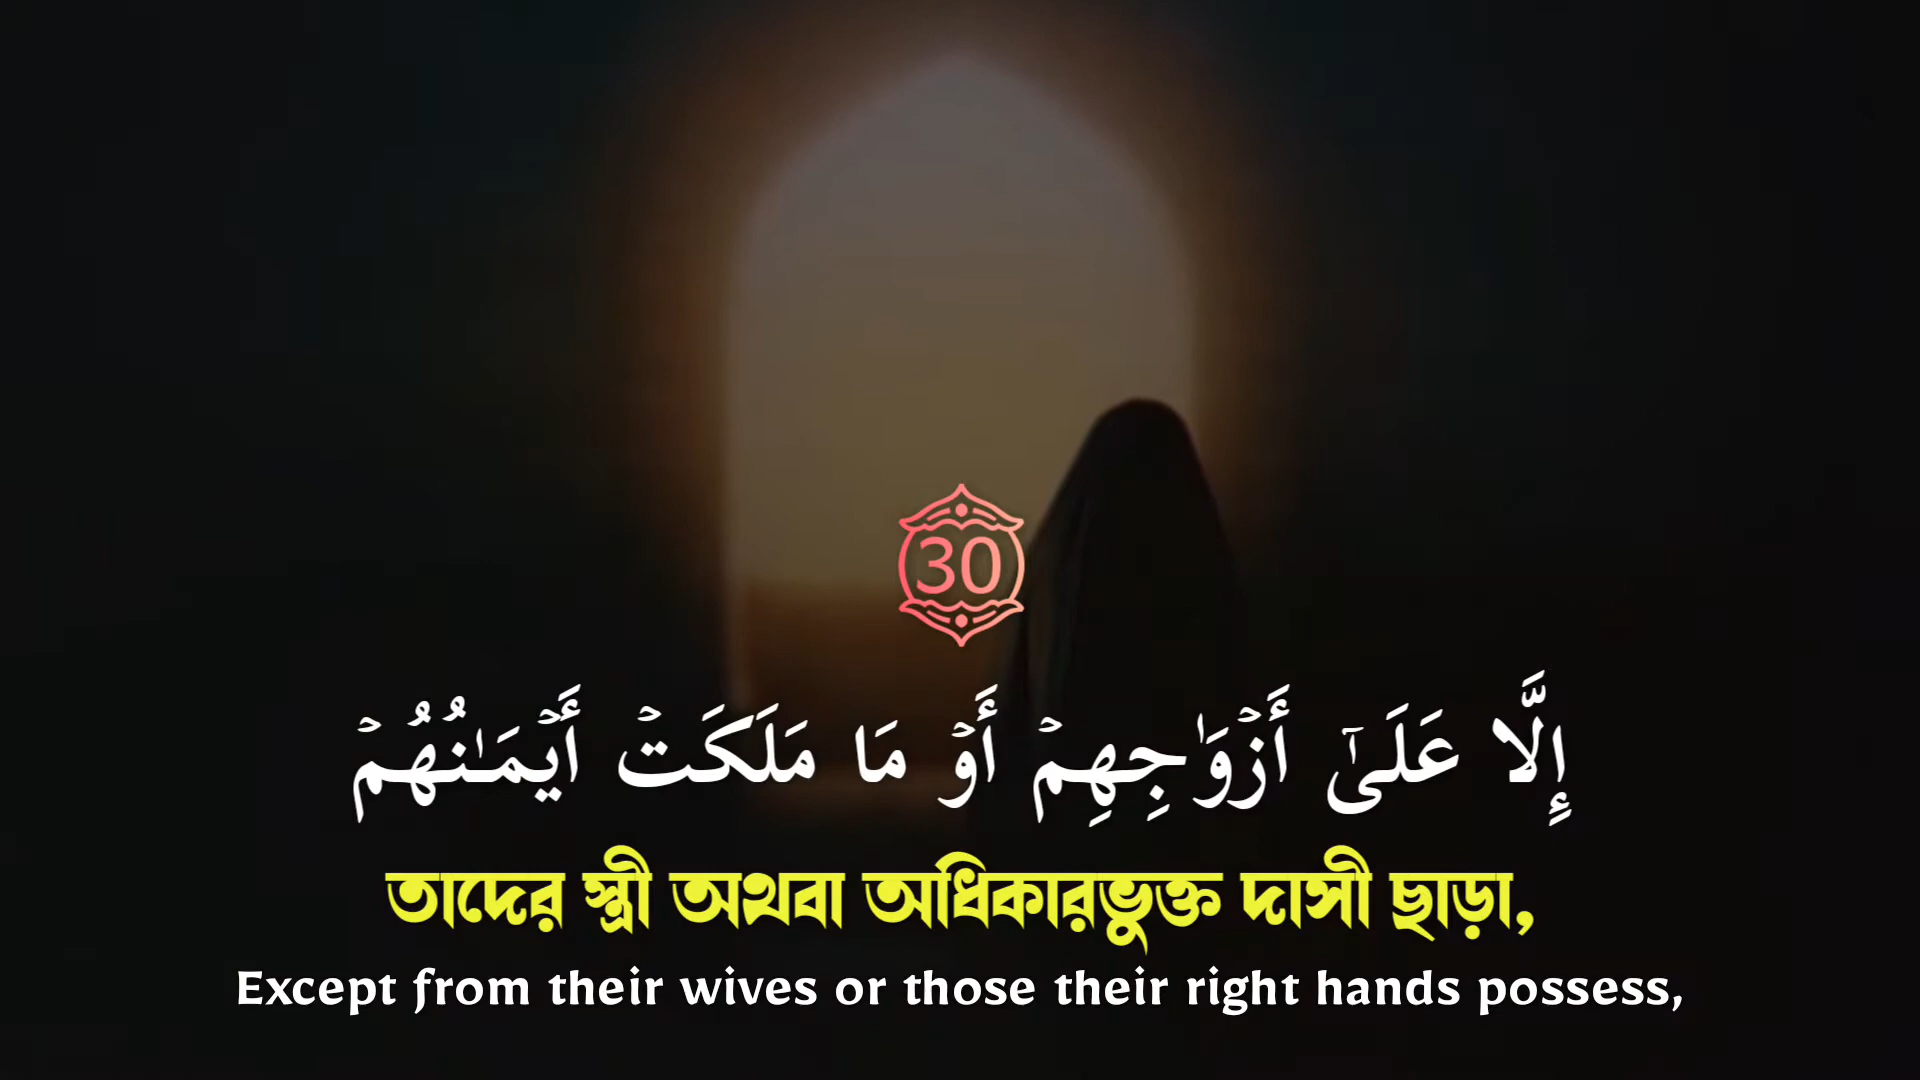 30
إِلَّا عَلَىٰٓ أَزۡوَٰجِهِمۡ أَوۡ مَا مَلَكَتۡ أَيۡمَـٰنُهُمۡ
তাদের স্ত্রী অথবা অধিকারভুক্ত দাসী ছাড়া,
Except from their wives or those their right hands possess,